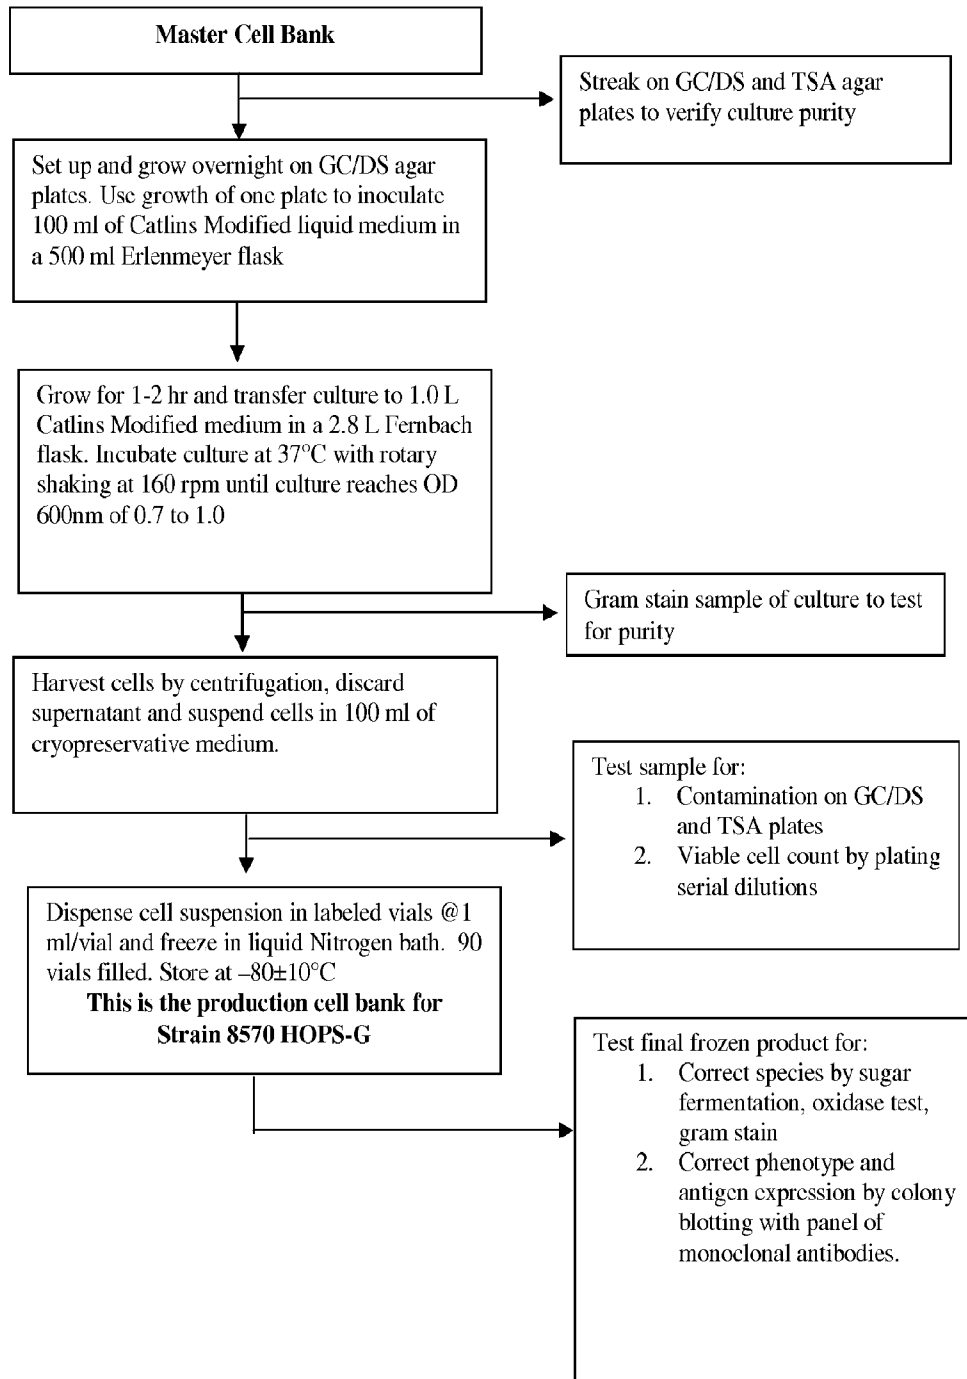 Master Cell Bank
Streak on GC/DS and TSA agar
plates to verify culture purity
Set up and grow overnight on GC/DS agar
plates. Use growth of one plate to inoculate
100 ml of Catlins Modified liquid medium in
a 500 ml Erlenmeyer flask
Grow for 1-2 hr and transfer culture to 1.0 L
Catlins Modified medium in a 2.8 L Fernbach
flask. Incubate culture at 37°C with rotary
shaking at 160 rpm until culture reaches OD
600nm of 0.7 to 1.0
Gram stain sample of culture to test
for purity
Harvest cells by centrifugation, discard
supernatant and suspend cells in 100 ml of
cryopreservative medium.
Test sample for:
1. Contamination on GC/DS
and TSA plates
2. Viable cell count by plating
serial dilutions
Dispense cell suspension in labeled vials @1
ml/vial and freeze in liquid Nitrogen bath. 90
vials filled. Store at –80±10°C
This is the production cell bank for
Strain 8570 HOPS-G
Test final frozen product for:
1. Correct species by sugar
fermentation, oxidase test,
gram stain
2. Correct phenotype and
antigen expression by colony
blotting with panel of
monoclonal antibodies.